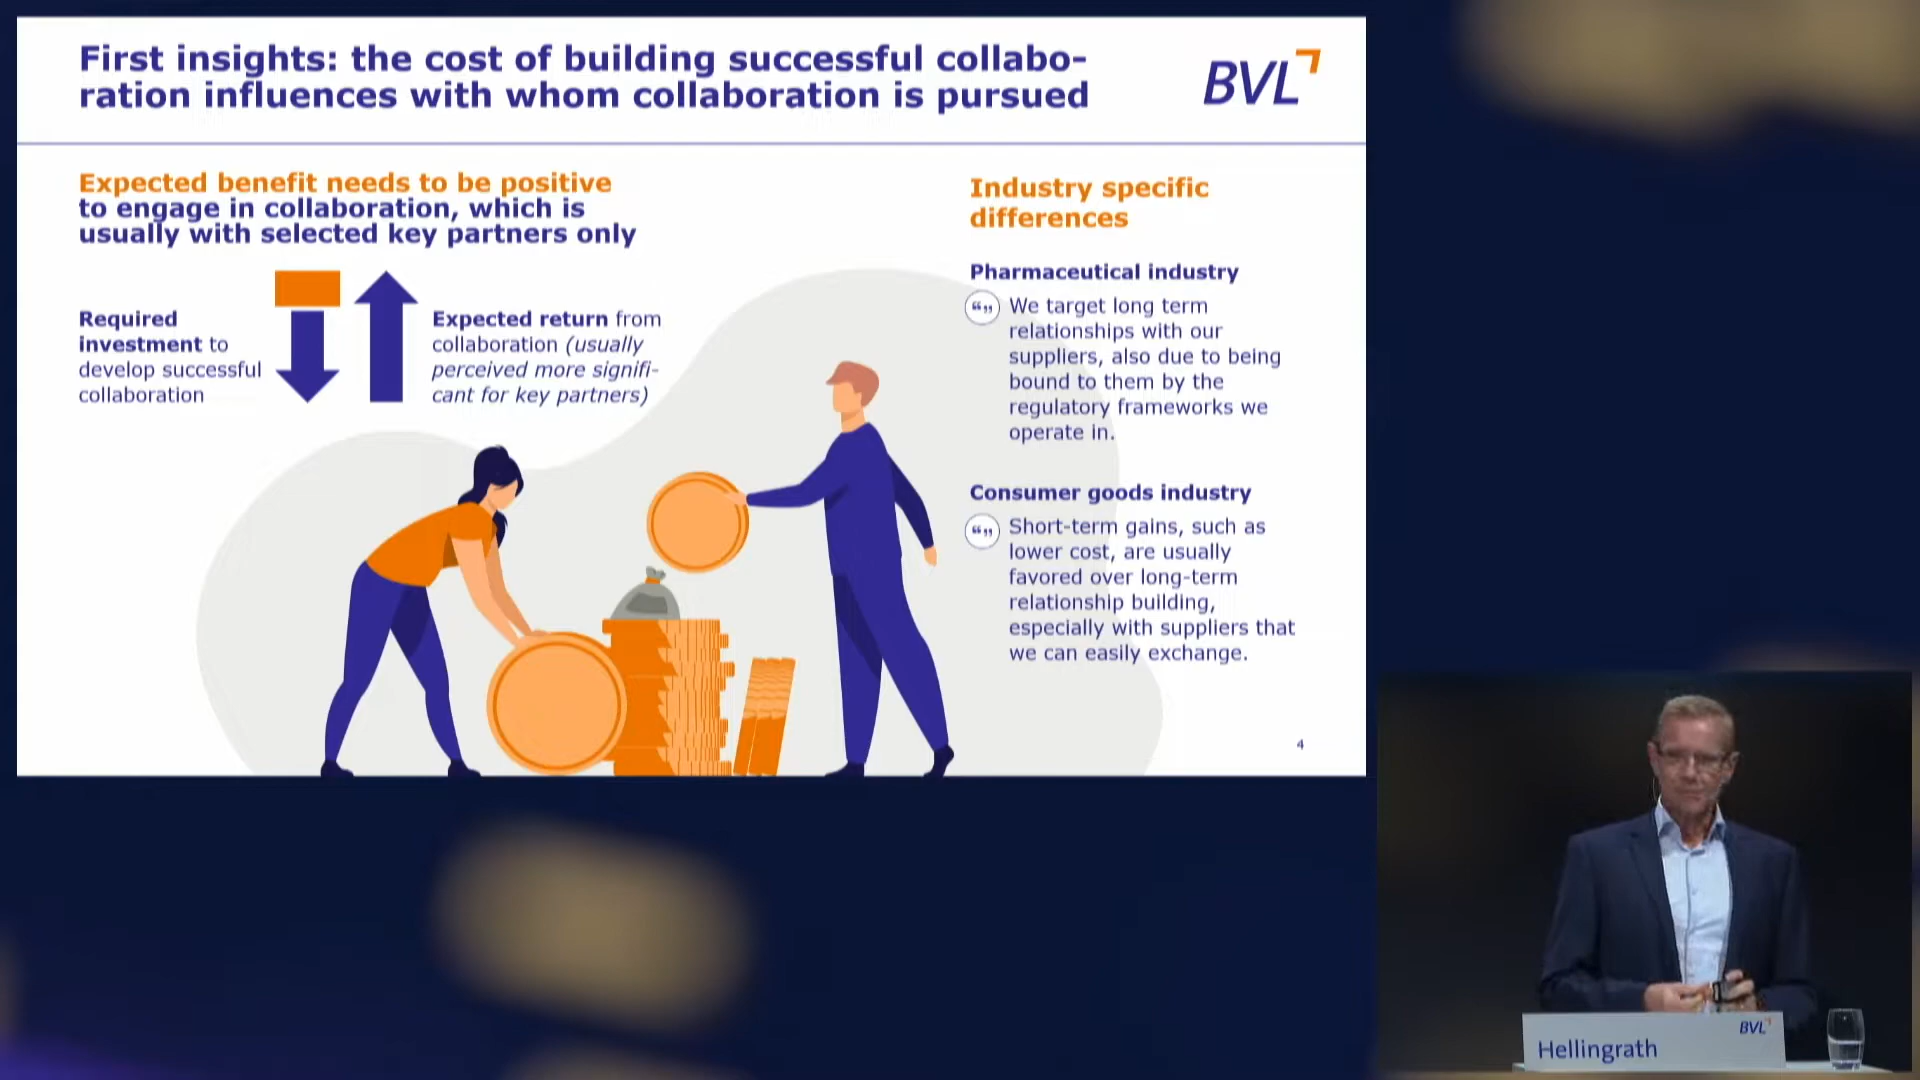 First insights: the cost of building successful collabo-
ration influences with whom collaboration is pursued
BVL
Expected benefit needs to be positive
to engage in collaboration, which is
usually with selected key partners only
Required
investment to
develop successful
collaboration
Expected return from
collaboration (usually
perceived more signifi-
cant for key partners)
Industry specific
differences
Pharmaceutical industry
“„ We target long term
relationships with our
suppliers, also due to being
bound to them by the
regulatory frameworks we
operate in.
Consumer goods industry
“„ Short-term gains, such as
lower cost, are usually
favored over long-term
relationship building,
especially with suppliers that
we can easily exchange.
4
BVL
Hellingrath